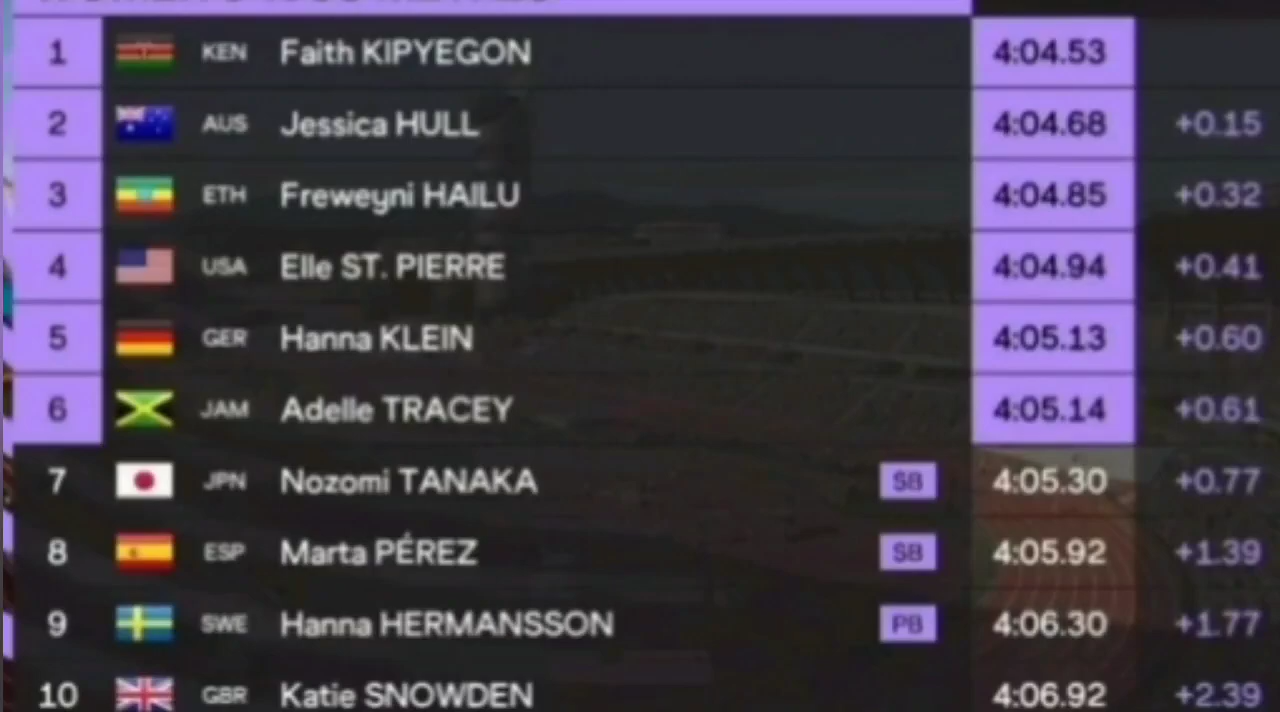 1 KEN Faith KIPYEGON 4:04.53
2 AUS Jessica HULL 4:04.68 +0.15
3 ETH Freweyni HAILU 4:04.85 +0.32
4 USA Elle ST. PIERRE 4:04.94 +0.41
5 GER Hanna KLEIN 4:05.13 +0.60
6 JAM Adelle TRACEY 4:05.14 +0.61
7 JPN Nozomi TANAKA SB 4:05.30 +0.77
8 ESP Marta PÉREZ SB 4:05.92 +1.39
9 SWE Hanna HERMANSSON PB 4:06.30 +1.77
10 GBR Katie SNOWDEN 4:06.92 +2.39